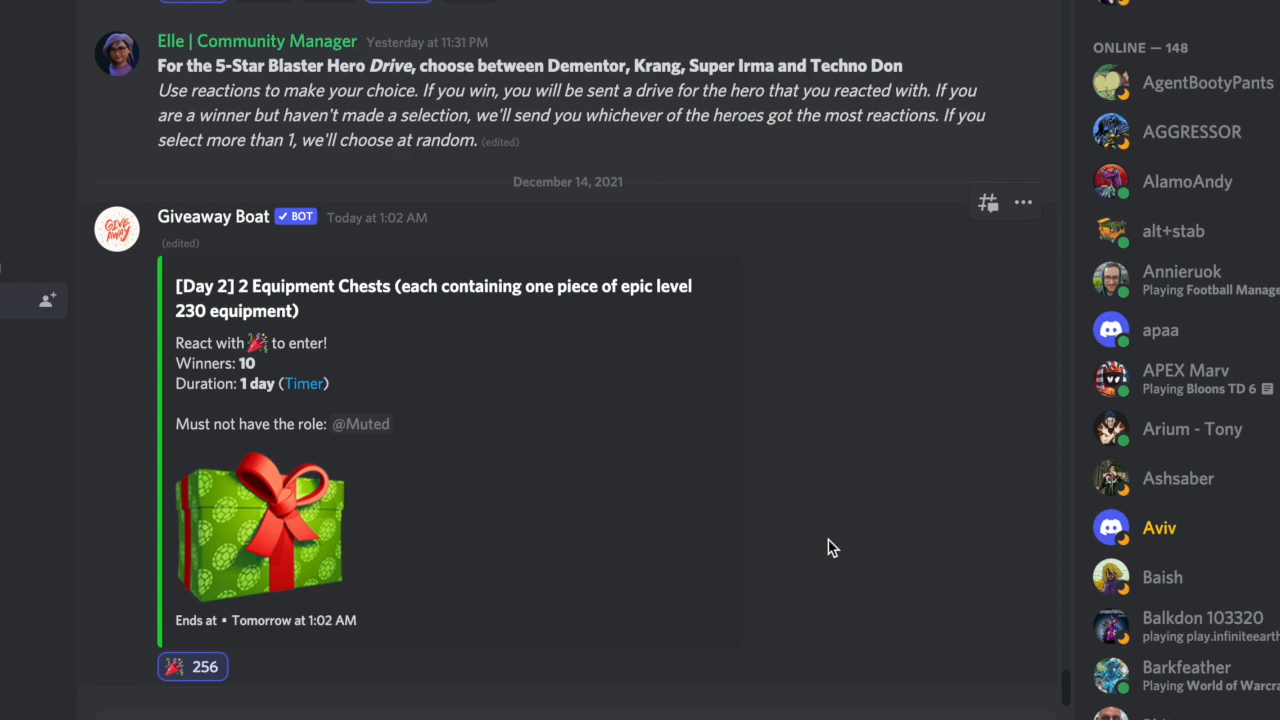 Elle | Community Manager Yesterday at 11:31 PM
For the 5-Star Blaster Hero Drive, choose between Dementor, Krang, Super Irma and Techno Don
Use reactions to make your choice. If you win, you will be sent a drive for the hero that you reacted with. If you
are a winner but haven't made a selection, we'll send you whichever of the heroes got the most reactions. If you
select more than 1, we'll choose at random. (edited)
December 14, 2021
GIVE
AWAY
Giveaway Boat ✓ BOT Today at 1:02 AM
(edited)
[Day 2] 2 Equipment Chests (each containing one piece of epic level
230 equipment)
React with 🎉 to enter!
Winners: 10
Duration: 1 day (Timer)
Must not have the role: @Muted
Ends at • Tomorrow at 1:02 AM
🎉 256
ONLINE — 148
AgentBootyPants
AGGRESSOR
AlamoAndy
alt+stab
Annieruok
Playing Football Manage
apaa
APEX Marv
Playing Bloons TD 6
Arium - Tony
Ashsaber
Aviv
Baish
Balkdon 103320
playing play.infiniteearth
Barkfeather
Playing World of Warcra